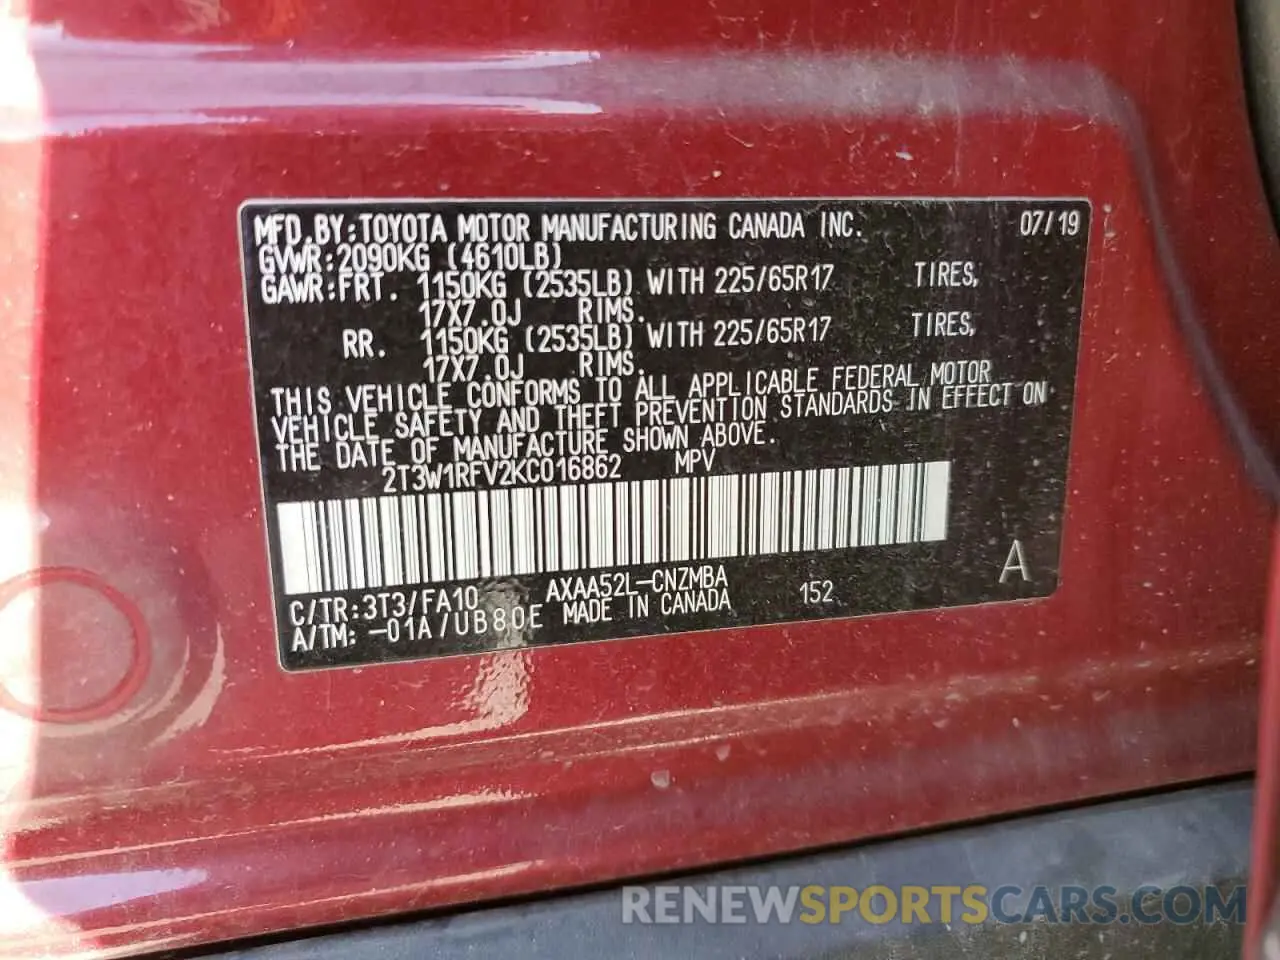 MFD.BY:TOYOTA MOTOR MANUFACTURING CANADA INC. 07/19
GVWR:2090KG (4610LB)
GAWR:FRT. 1150KG (2535LB) WITH 225/65R17 TIRES,
17X7.0J RIMS.
RR. 1150KG (2535LB) WITH 225/65R17 TIRES,
17X7.0J RIMS.
THIS VEHICLE CONFORMS TO ALL APPLICABLE FEDERAL MOTOR
VEHICLE SAFETY AND THEFT PREVENTION STANDARDS IN EFFECT ON
THE DATE OF MANUFACTURE SHOWN ABOVE.
2T3W1RFV2KC016862 MPV
C/TR:3T3/FA10 AXAA52L-CNZMBA 152 A
A/TM: -01A/UB80E MADE IN CANADA
RENEWSPORTSCARS.COM